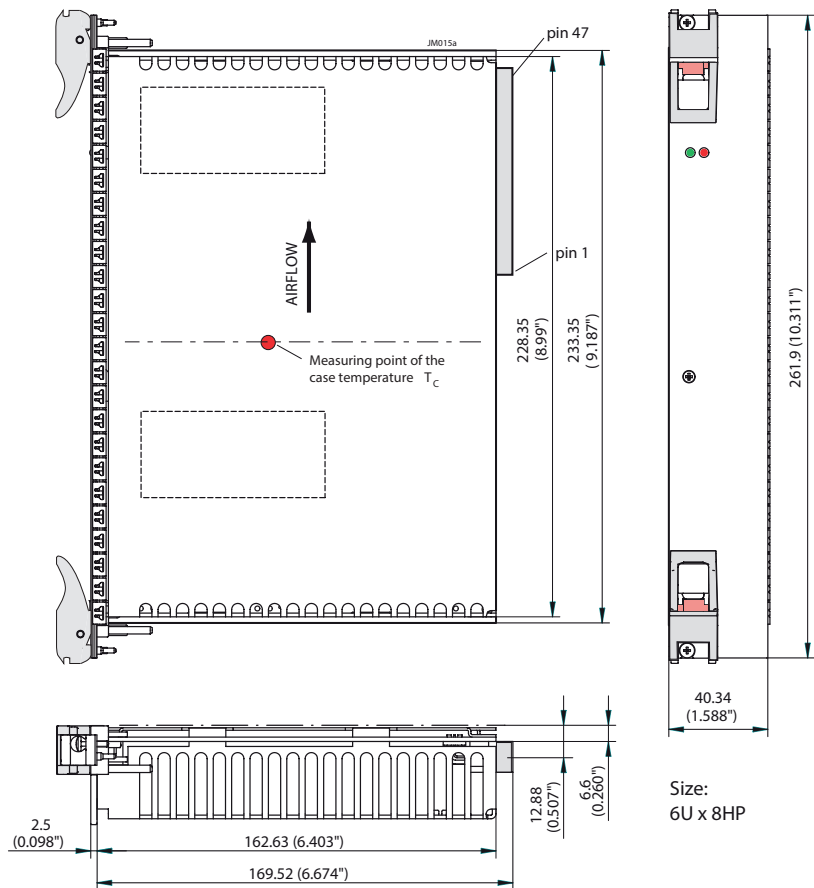 JM015a
pin 47
pin 1
AIRFLOW
Measuring point of the
case temperature T_C
228.35
(8.99")
233.35
( 9.187")
261.9 (10.311")
40.34
(1.588")
12.88
(0.507")
6.6
(0.260")
2.5
(0.098")
162.63 (6.403")
169.52 (6.674")
Size:
6U x 8HP